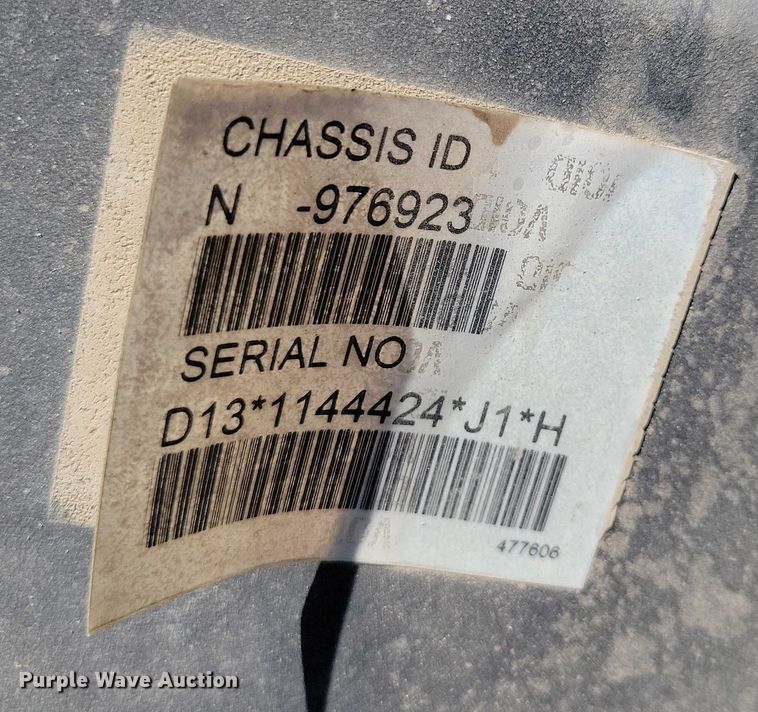 CHASSIS ID
N -976923
SERIAL NO
D13*1144424*J1*H
477606
Purple Wave Auction